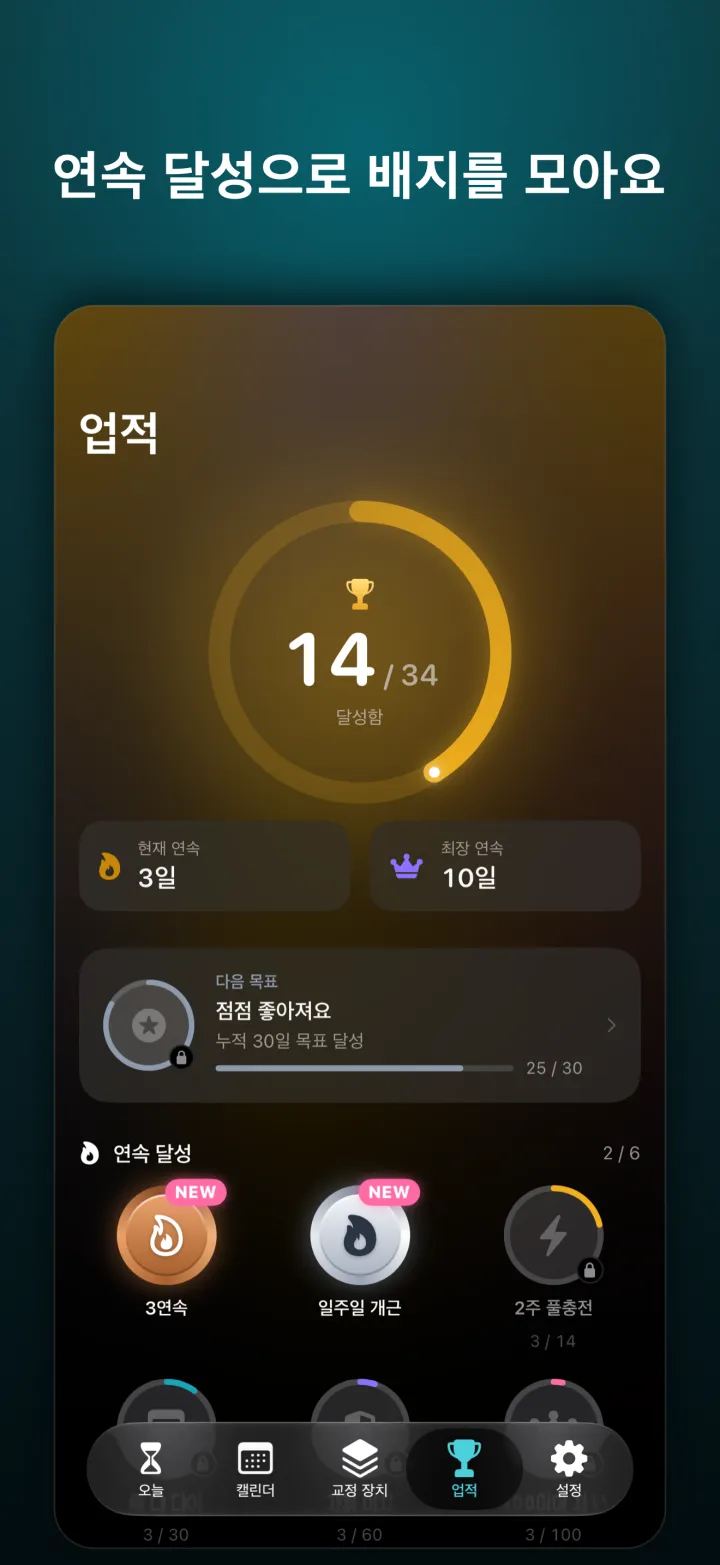 연속 달성으로 배지를 모아요
업적
14 / 34
달성함
현재 연속
3일
최장 연속
10일
다음 목표
점점 좋아져요
누적 30일 목표 달성
25 / 30
연속 달성
2 / 6
NEW
NEW
3연속
일주일 개근
2주 풀충전
3 / 14
오늘
캘린더
교정 장치
업적
설정
3 / 30
3 / 60
3 / 100